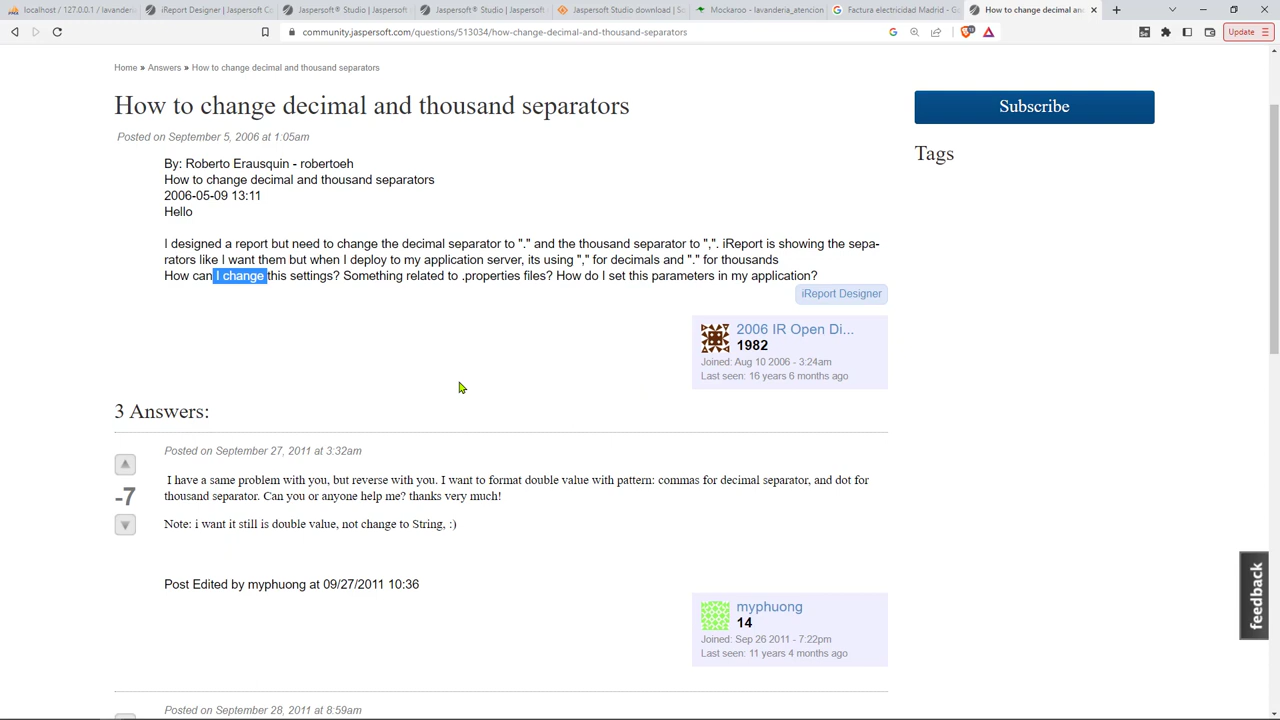 localhost / 127.0.0.1 / lavanderi
iReport Designer | Jaspersoft Co
Jaspersoft® Studio | Jaspersoft
Jaspersoft® Studio | Jaspersoft
Jaspersoft Studio download | So
Mockaroo - lavanderia_atencion
Factura electricidad Madrid - Go
How to change decimal and
community.jaspersoft.com/questions/513034/how-change-decimal-and-thousand-separators
Update
Home » Answers » How to change decimal and thousand separators
How to change decimal and thousand separators
Subscribe
Posted on September 5, 2006 at 1:05am
Tags
By: Roberto Erausquin - robertoeh
How to change decimal and thousand separators
2006-05-09 13:11
Hello
I designed a report but need to change the decimal separator to "." and the thousand separator to ",". iReport is showing the sepa-
rators like I want them but when I deploy to my application server, its using "," for decimals and "." for thousands
How can I change this settings? Something related to .properties files? How do I set this parameters in my application?
iReport Designer
2006 IR Open Di...
1982
Joined: Aug 10 2006 - 3:24am
Last seen: 16 years 6 months ago
3 Answers:
Posted on September 27, 2011 at 3:32am
I have a same problem with you, but reverse with you. I want to format double value with pattern: commas for decimal separator, and dot for
thousand separator. Can you or anyone help me? thanks very much!
-7
Note: i want it still is double value, not change to String, :)
Post Edited by myphuong at 09/27/2011 10:36
feedback
myphuong
14
Joined: Sep 26 2011 - 7:22pm
Last seen: 11 years 4 months ago
Posted on September 28, 2011 at 8:59am